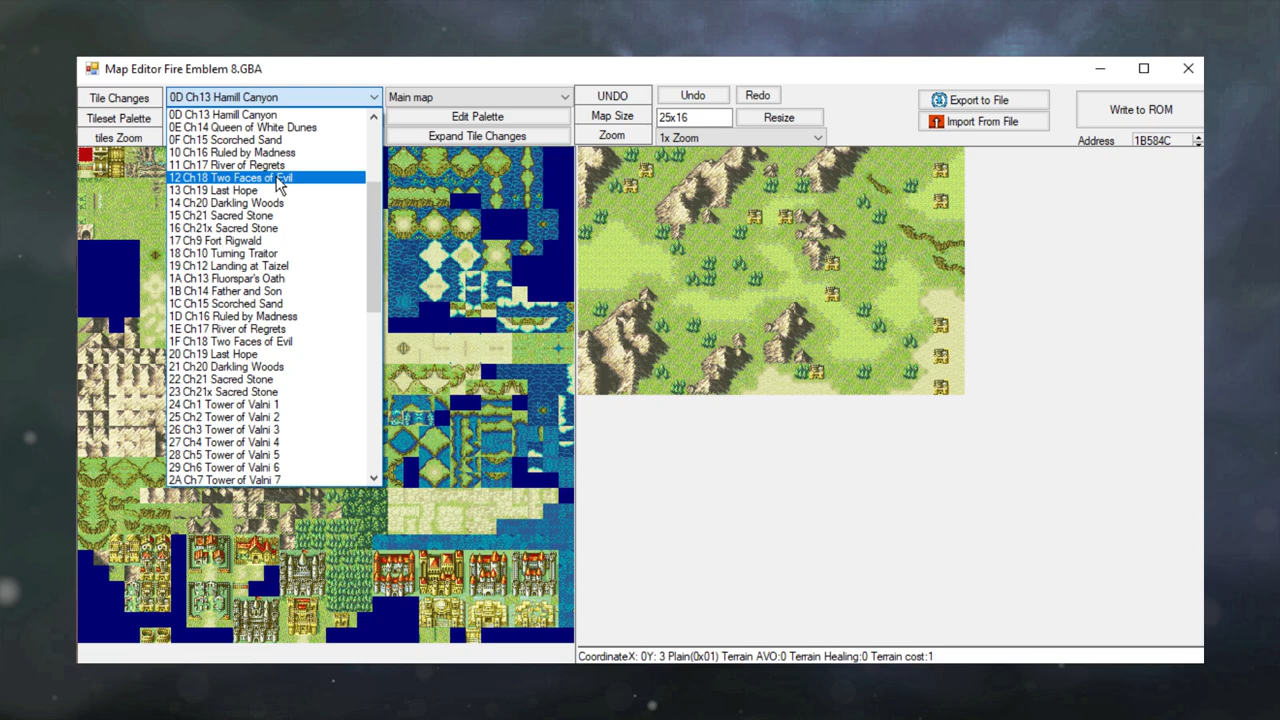 Map Editor Fire Emblem 8.GBA
Tile Changes
0D Ch13 Hamill Canyon
Main map
UNDO
Undo
Redo
Export to File
Write to ROM
Tileset Palette
Edit Palette
Map Size
25x16
Resize
Import From File
tiles Zoom
Expand Tile Changes
Zoom
1x Zoom
Address
1B584C
0D Ch13 Hamill Canyon
0E Ch14 Queen of White Dunes
0F Ch15 Scorched Sand
10 Ch16 Ruled by Madness
11 Ch17 River of Regrets
12 Ch18 Two Faces of Evil
13 Ch19 Last Hope
14 Ch20 Darkling Woods
15 Ch21 Sacred Stone
16 Ch21x Sacred Stone
17 Ch9 Fort Rigwald
18 Ch10 Turning Traitor
19 Ch12 Landing at Taizel
1A Ch13 Fluorspar's Oath
1B Ch14 Father and Son
1C Ch15 Scorched Sand
1D Ch16 Ruled by Madness
1E Ch17 River of Regrets
1F Ch18 Two Faces of Evil
20 Ch19 Last Hope
21 Ch20 Darkling Woods
22 Ch21 Sacred Stone
23 Ch21x Sacred Stone
24 Ch1 Tower of Valni 1
25 Ch2 Tower of Valni 2
26 Ch3 Tower of Valni 3
27 Ch4 Tower of Valni 4
28 Ch5 Tower of Valni 5
29 Ch6 Tower of Valni 6
2A Ch7 Tower of Valni 7
CoordinateX: 0Y: 3 Plain(0x01) Terrain AVO:0 Terrain Healing:0 Terrain cost:1